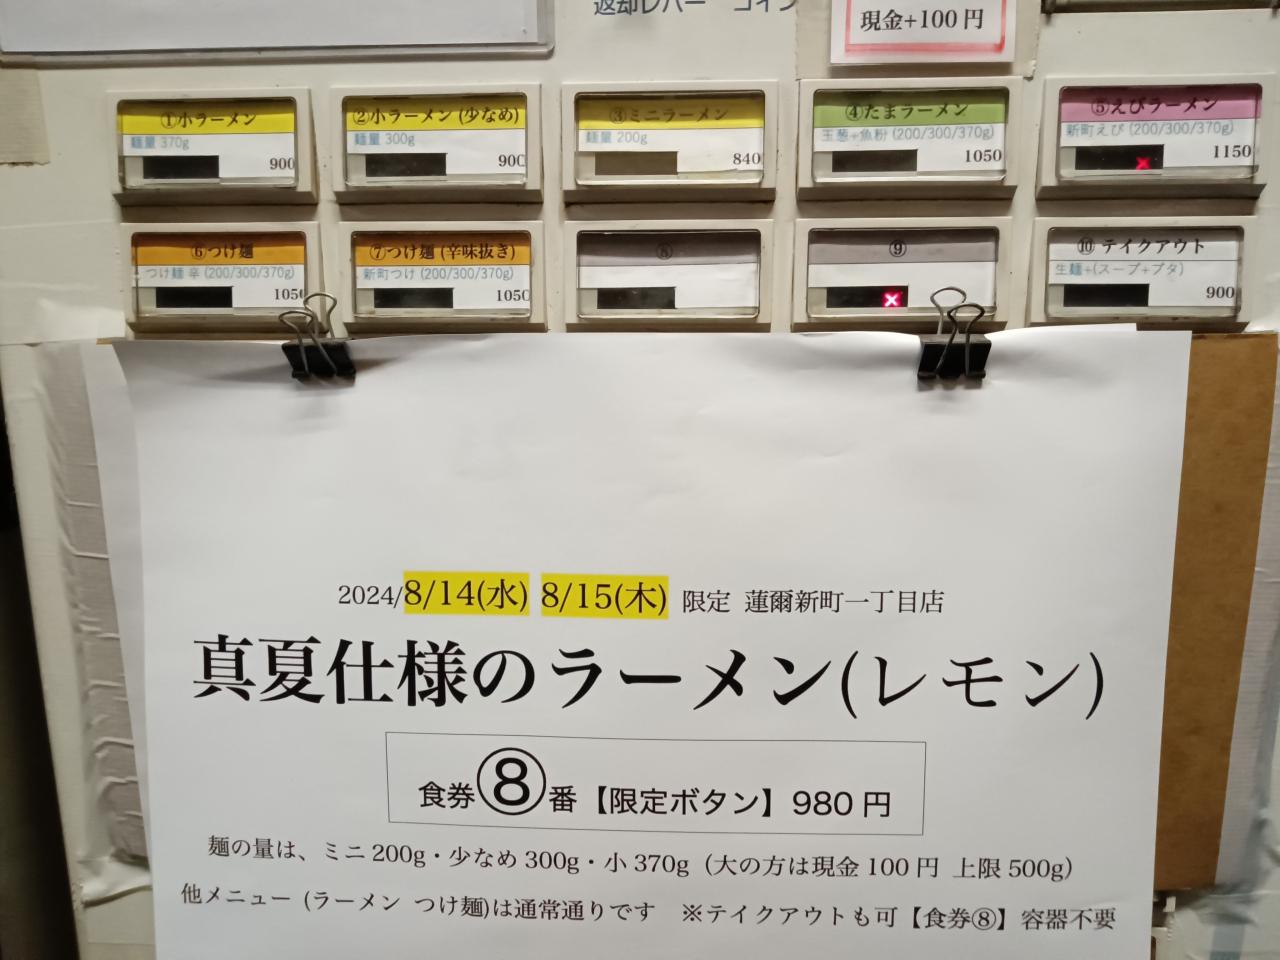 返却レバー コイン
現金+100円
①小ラーメン
麺量 370g
900
②小ラーメン (少なめ)
麺量 300g
900
③ミニラーメン
麺量 200g
840
④たまラーメン
玉葱+魚粉 (200/300/370g)
1050
⑤えびラーメン
新町えび (200/300/370g)
1150
⑥つけ麺
つけ麺 辛 (200/300/370g)
1050
⑦つけ麺 (辛味抜き)
新町つけ (200/300/370g)
1050
⑧
⑨
⑩ テイクアウト
生麺+(スープ+ブタ)
900
2024/8/14(水) 8/15(木) 限定 蓮爾新町一丁目店
真夏仕様のラーメン(レモン)
食券⑧番【限定ボタン】980円
麺の量は、ミニ200g・少なめ300g・小370g（大の方は現金100円 上限500g）
他メニュー (ラーメン つけ麺)は通常通りです ※テイクアウトも可【食券⑧】容器不要